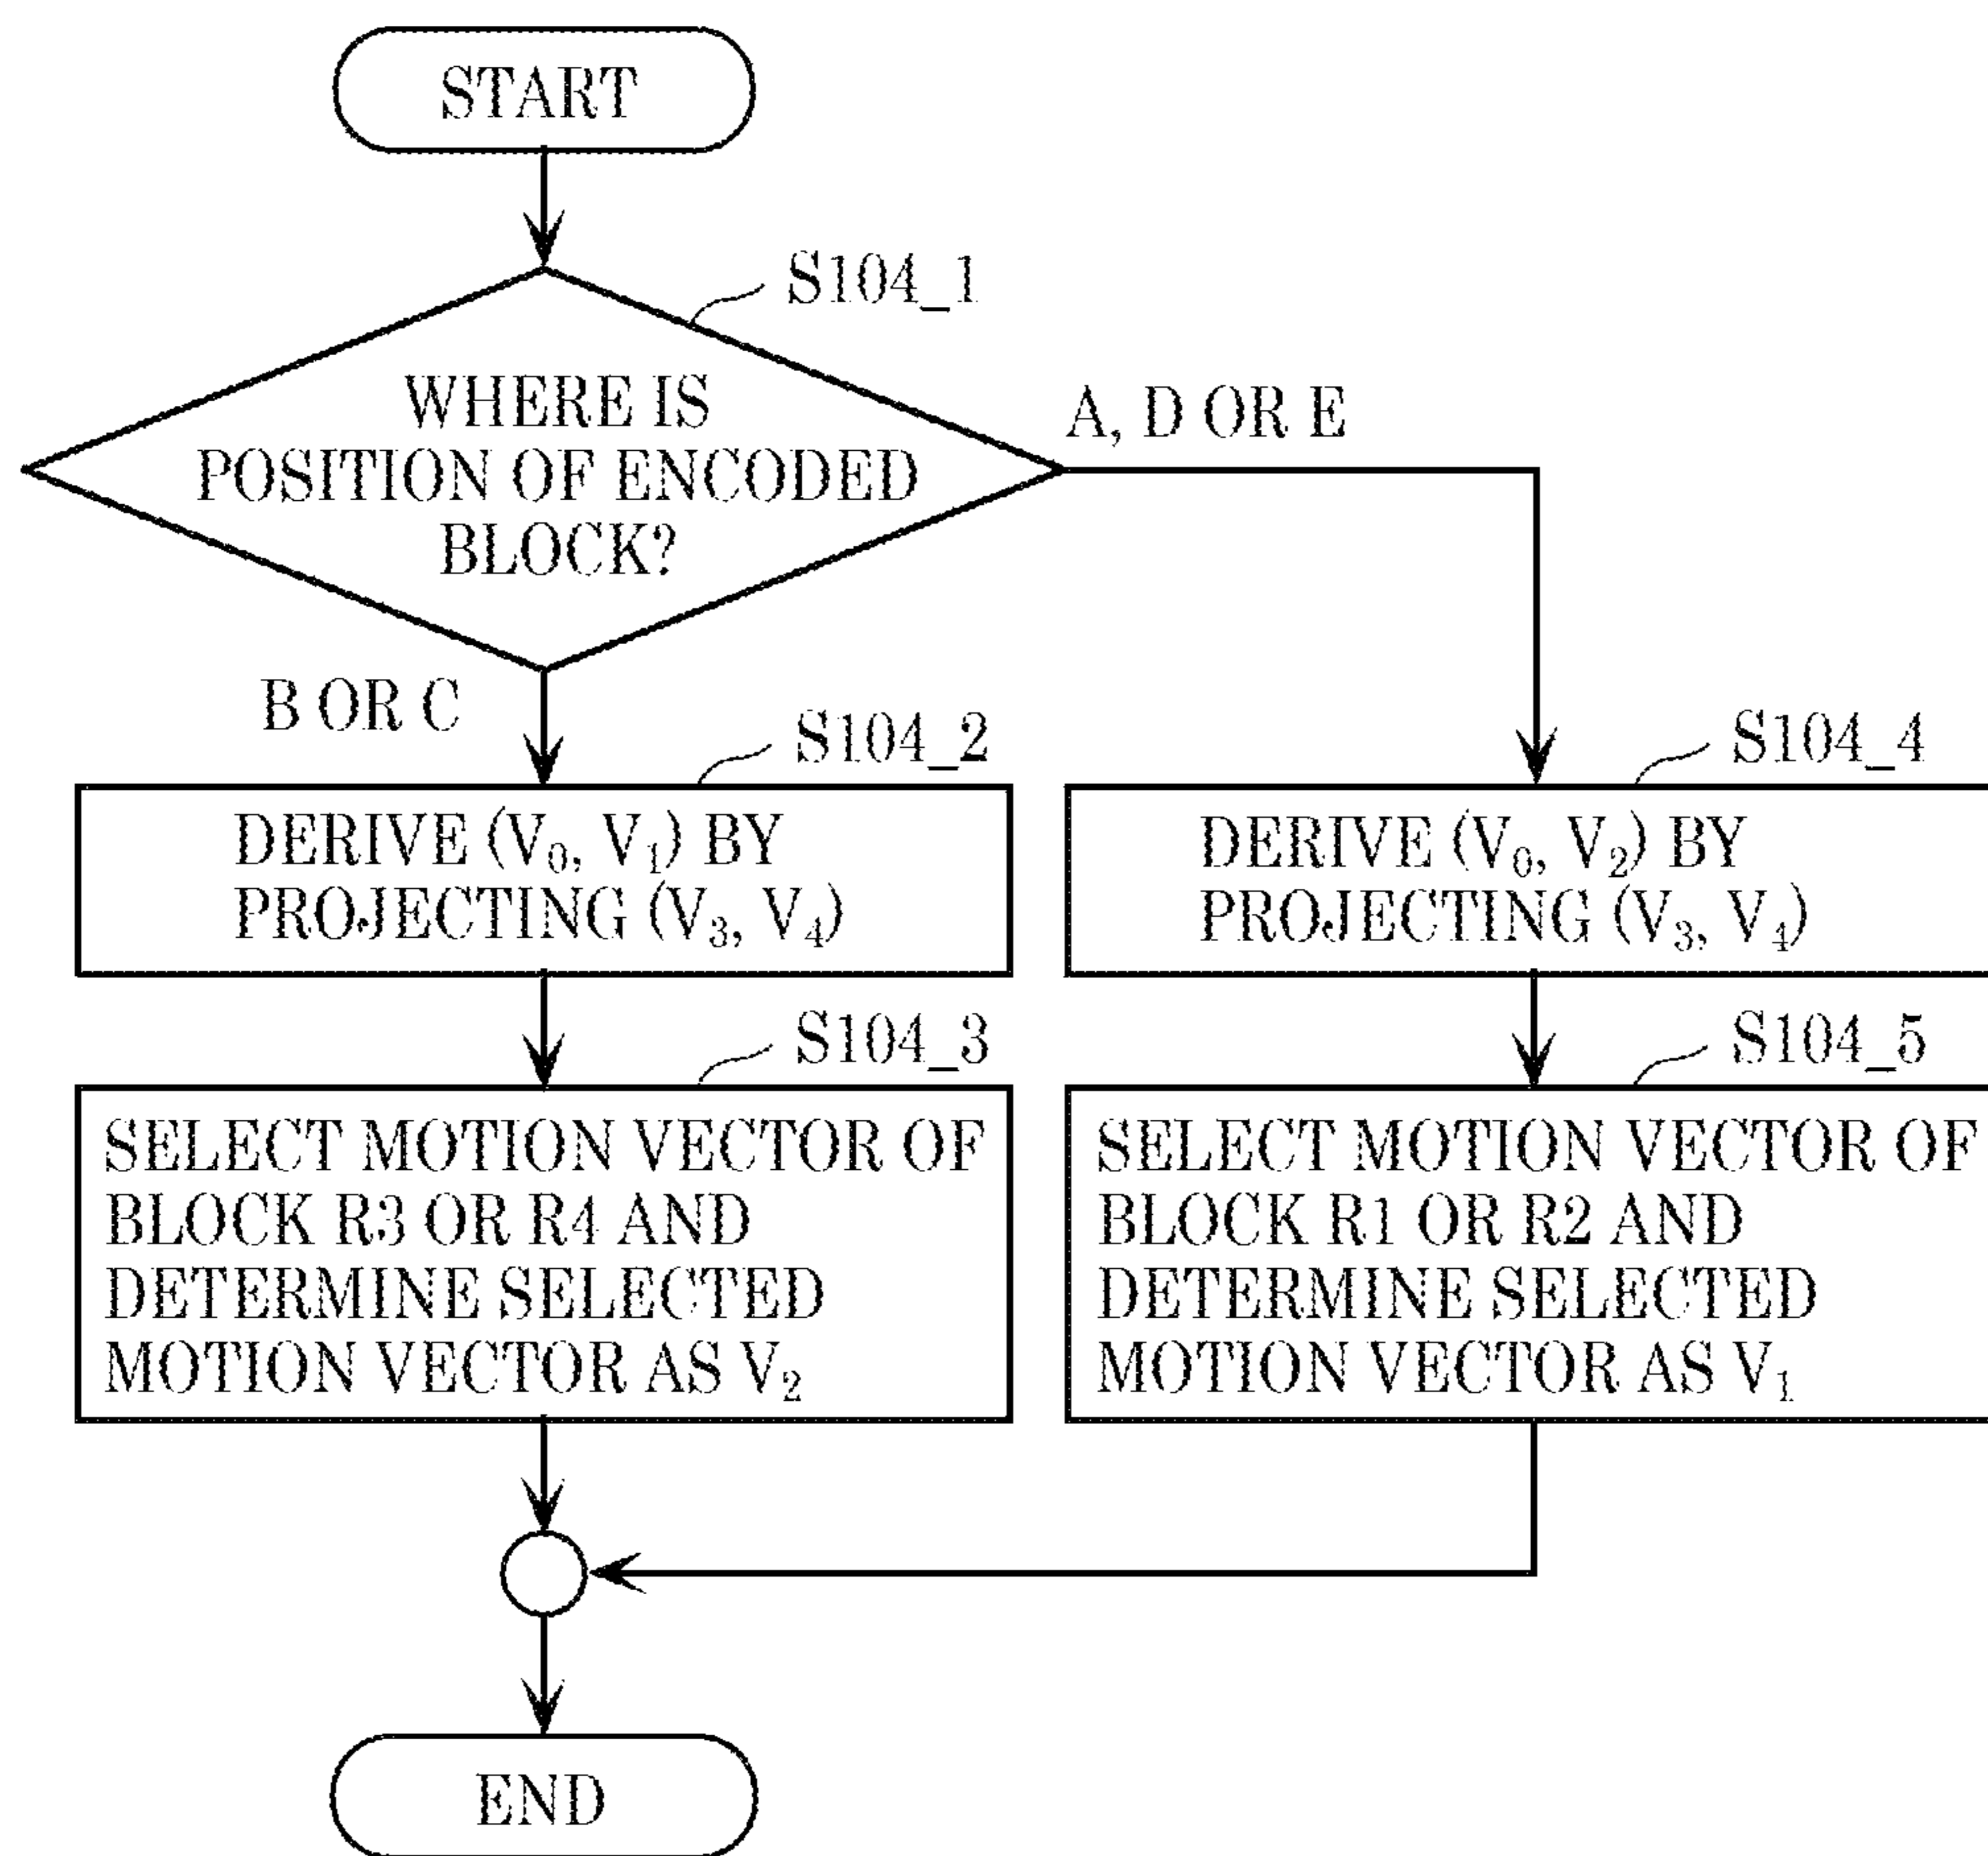 START
S104_1
WHERE IS
POSITION OF ENCODED
BLOCK?
A, D OR E
B OR C
S104_2
DERIVE (V₀, V₁) BY
PROJECTING (V₃, V₄)
S104_3
SELECT MOTION VECTOR OF
BLOCK R3 OR R4 AND
DETERMINE SELECTED
MOTION VECTOR AS V₂
S104_4
DERIVE (V₀, V₂) BY
PROJECTING (V₃, V₄)
S104_5
SELECT MOTION VECTOR OF
BLOCK R1 OR R2 AND
DETERMINE SELECTED
MOTION VECTOR AS V₁
END